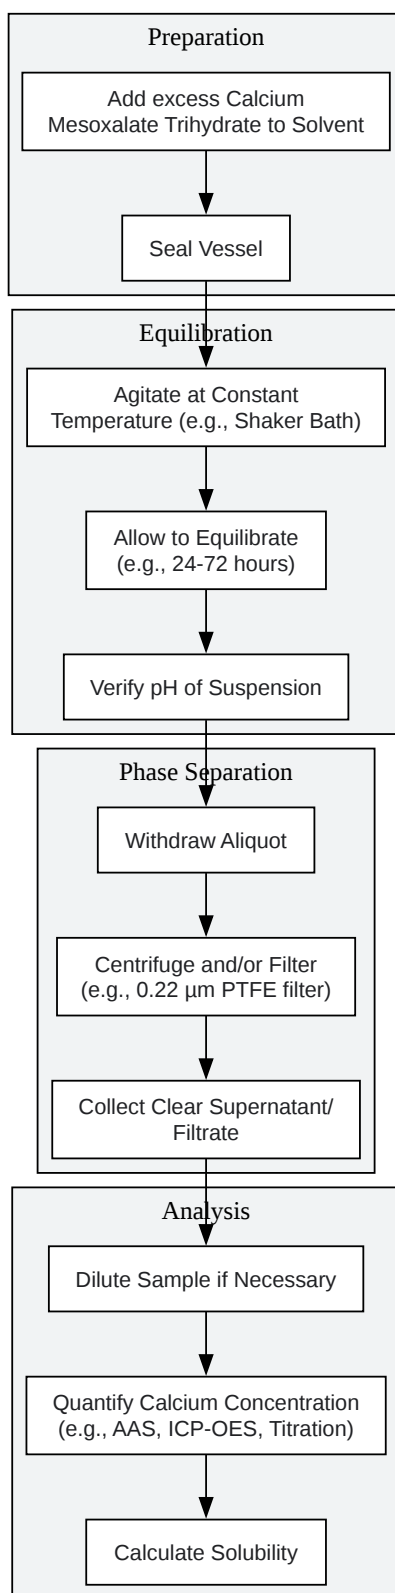 Preparation
Add excess Calcium
Mesoxalate Trihydrate to Solvent
Seal Vessel
Equilibration
Agitate at Constant
Temperature (e.g., Shaker Bath)
Allow to Equilibrate
(e.g., 24-72 hours)
Verify pH of Suspension
Phase Separation
Withdraw Aliquot
Centrifuge and/or Filter
(e.g., 0.22 µm PTFE filter)
Collect Clear Supernatant/
Filtrate
Analysis
Dilute Sample if Necessary
Quantify Calcium Concentration
(e.g., AAS, ICP-OES, Titration)
Calculate Solubility